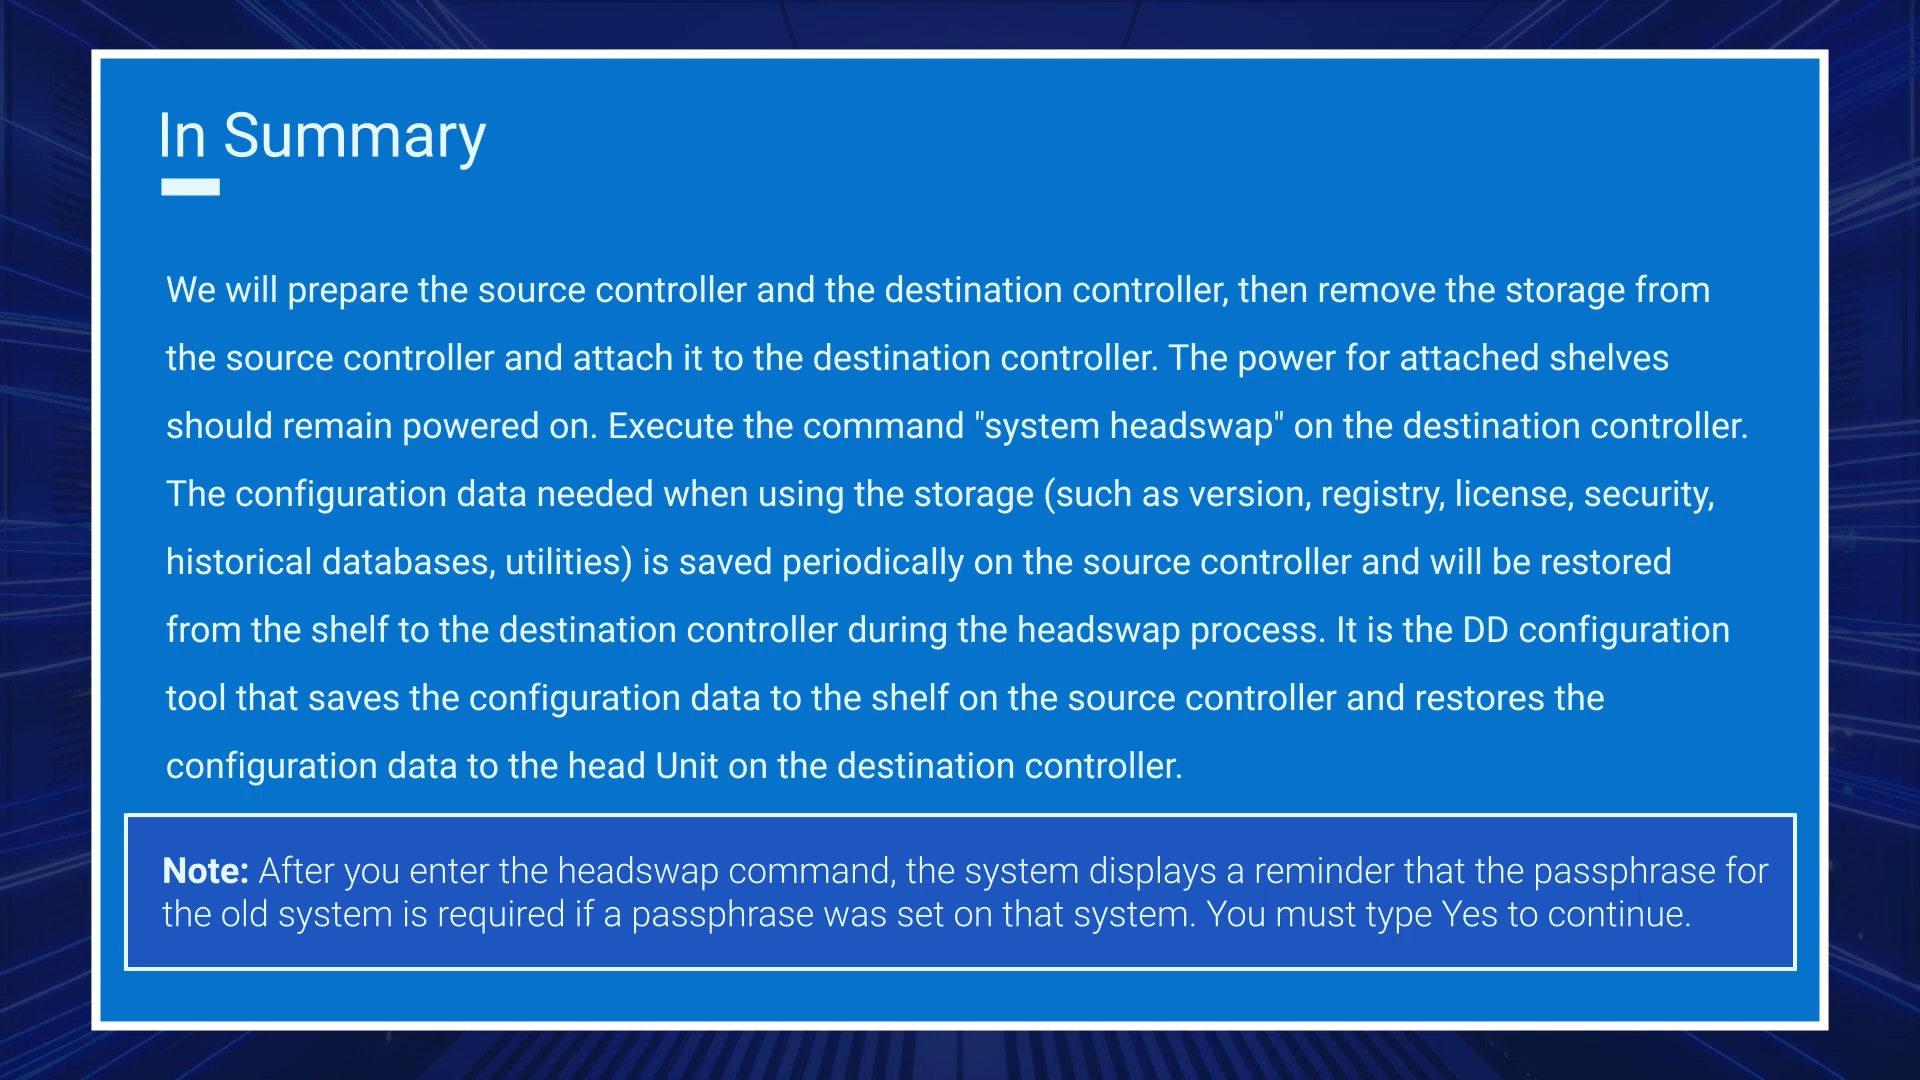 In Summary
We will prepare the source controller and the destination controller, then remove the storage from
the source controller and attach it to the destination controller. The power for attached shelves
should remain powered on. Execute the command "system headswap" on the destination controller.
The configuration data needed when using the storage (such as version, registry, license, security,
historical databases, utilities) is saved periodically on the source controller and will be restored
from the shelf to the destination controller during the headswap process. It is the DD configuration
tool that saves the configuration data to the shelf on the source controller and restores the
configuration data to the head Unit on the destination controller.
Note: After you enter the headswap command, the system displays a reminder that the passphrase for
the old system is required if a passphrase was set on that system. You must type Yes to continue.